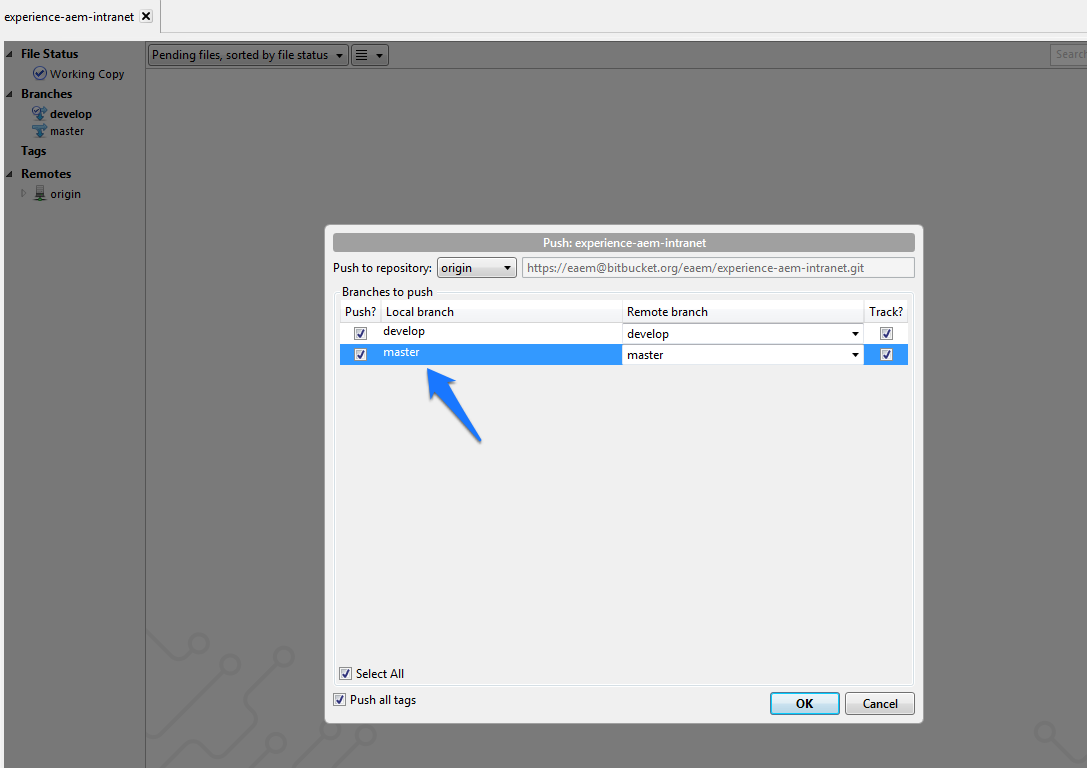 experience-aem-intranet
File Status
Working Copy
Branches
develop
master
Tags
Remotes
origin
Pending files, sorted by file status
Search
Push: experience-aem-intranet
Push to repository: origin https://eaem@bitbucket.org/eaem/experience-aem-intranet.git
Branches to push
Push? Local branch Remote branch Track?
develop develop
master master
Select All
Push all tags
OK Cancel